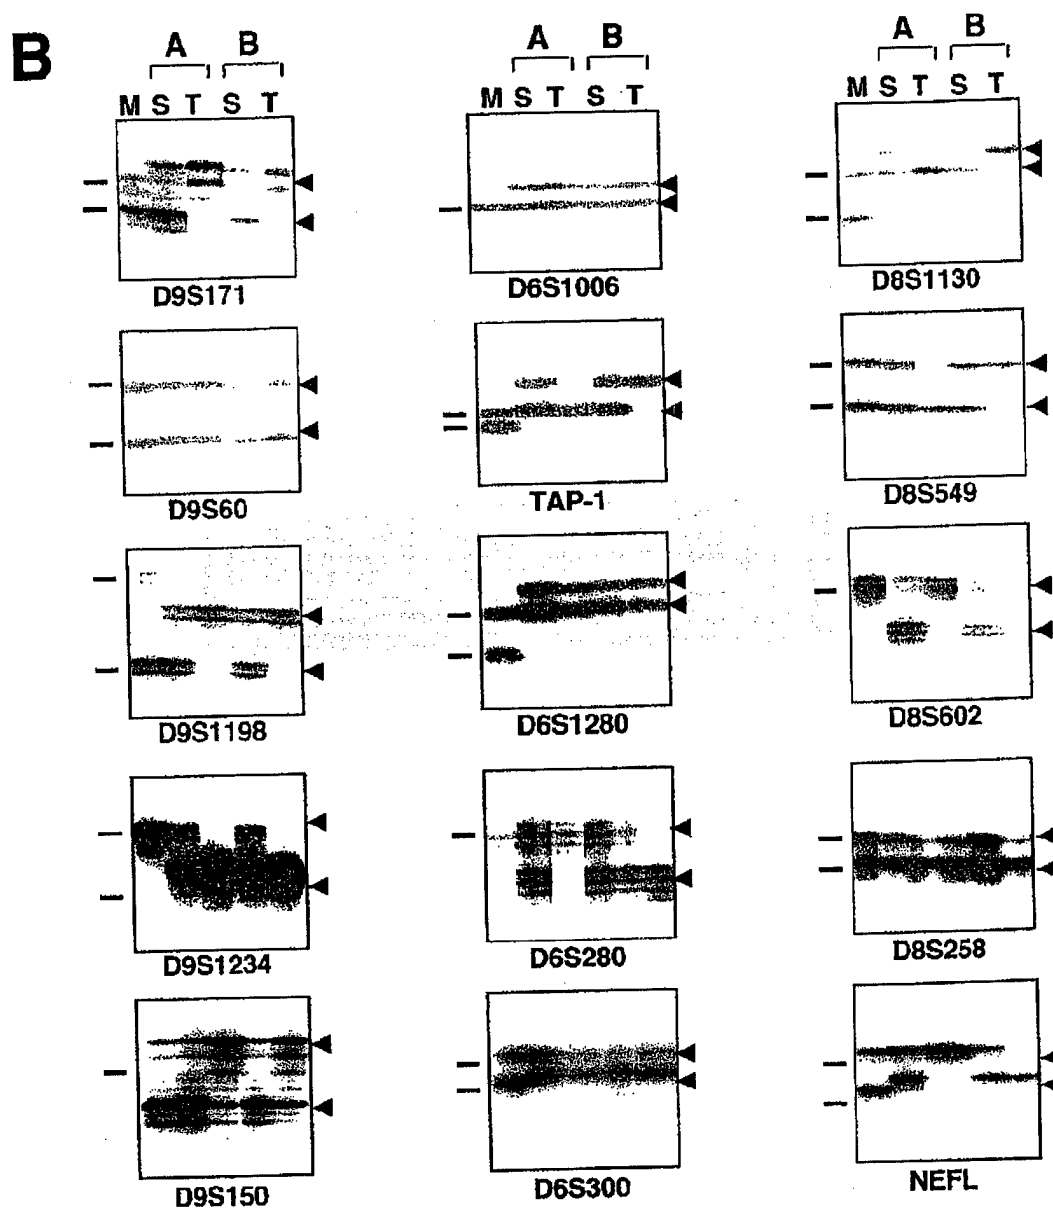 B
A B
M S T S T
A B
M S T S T
A B
M S T S T
D9S171
D6S1006
D8S1130
D9S60
TAP-1
D8S549
D9S1198
D6S1280
D8S602
D9S1234
D6S280
D8S258
D9S150
D6S300
NEFL